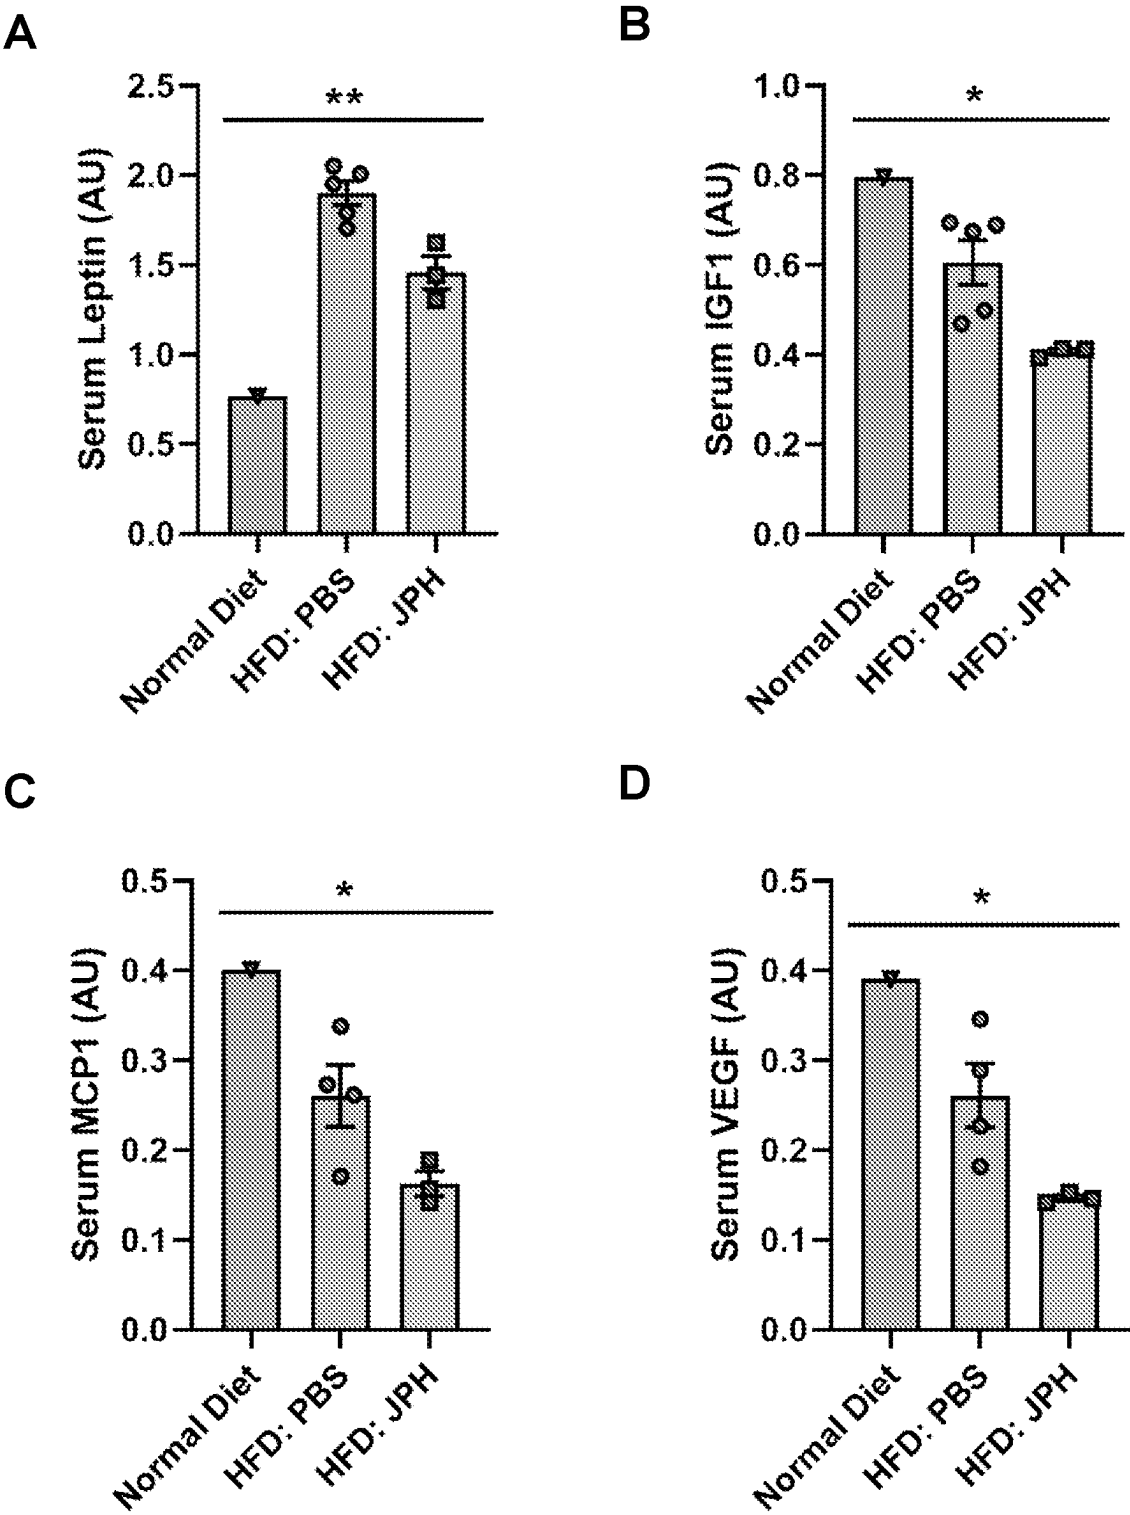 A
Serum Leptin (AU)
2.5
2.0
1.5
1.0
0.5
0.0
**
Normal Diet
HFD: PBS
HFD: JPH
B
Serum IGF1 (AU)
1.0
0.8
0.6
0.4
0.2
0.0
*
Normal Diet
HFD: PBS
HFD: JPH
C
Serum MCP1 (AU)
0.5
0.4
0.3
0.2
0.1
0.0
*
Normal Diet
HFD: PBS
HFD: JPH
D
Serum VEGF (AU)
0.5
0.4
0.3
0.2
0.1
0.0
*
Normal Diet
HFD: PBS
HFD: JPH